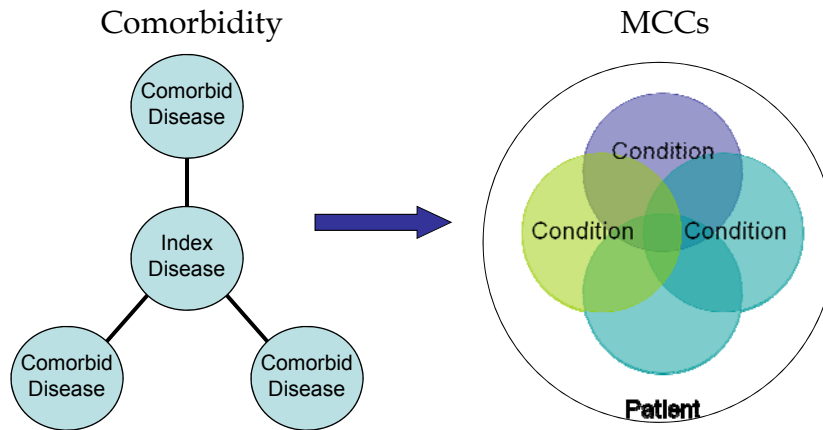 Comorbidity
MCCs
Comorbid
Disease
Index
Disease
Comorbid
Disease
Comorbid
Disease
Condition
Condition
Condition
Patient